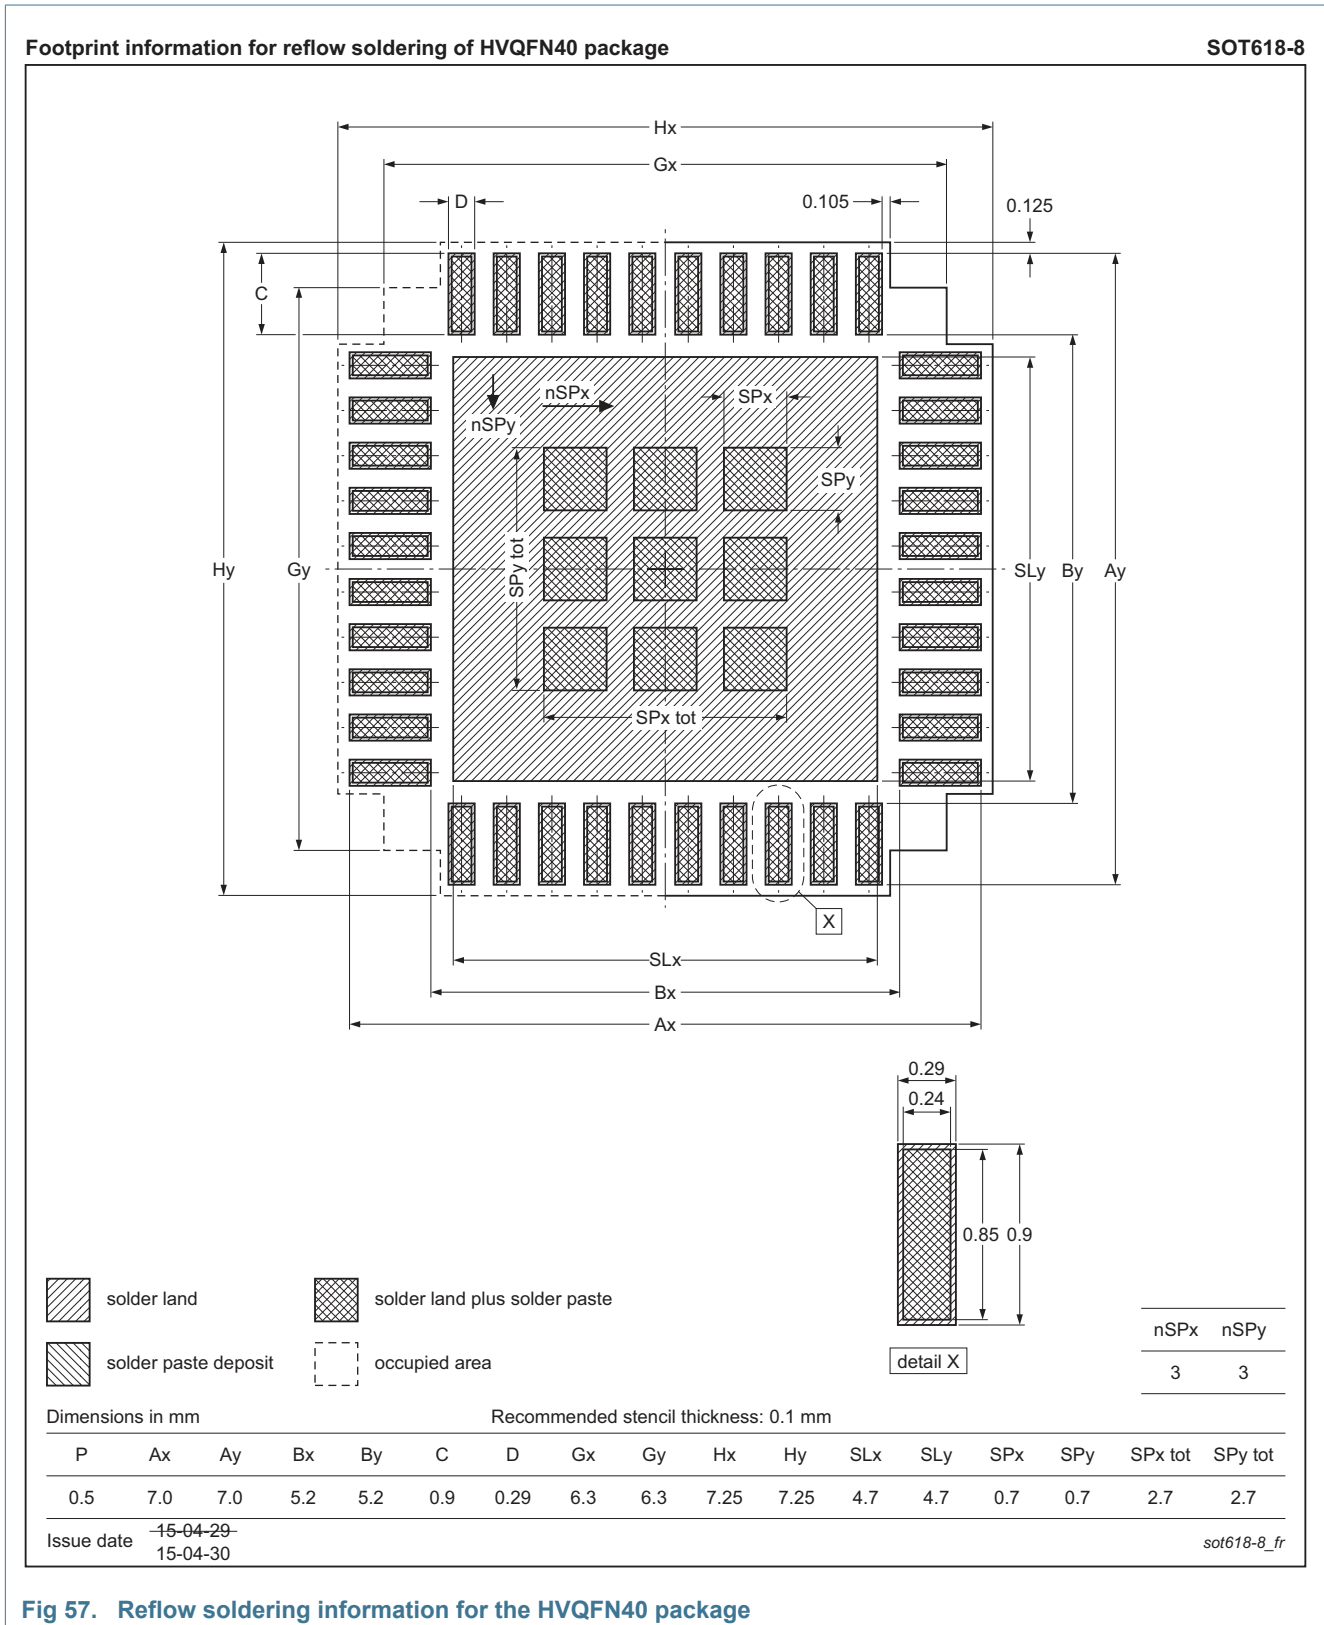 Footprint information for reflow soldering of HVQFN40 package SOT618-8
Hx
Gx
D 0.105 0.125
C
nSPx SPx
nSPy
SPy
SPy tot
Hy Gy SLy By Ay
SPx tot
X
SLx
Bx
Ax
0.29
0.24
0.85 0.9
detail X
solder land solder land plus solder paste
solder paste deposit occupied area
nSPx nSPy
3 3
Dimensions in mm Recommended stencil thickness: 0.1 mm
P Ax Ay Bx By C D Gx Gy Hx Hy SLx SLy SPx SPy SPx tot SPy tot
0.5 7.0 7.0 5.2 5.2 0.9 0.29 6.3 6.3 7.25 7.25 4.7 4.7 0.7 0.7 2.7 2.7
Issue date 15-04-29
15-04-30
sot618-8_fr
Fig 57. Reflow soldering information for the HVQFN40 package